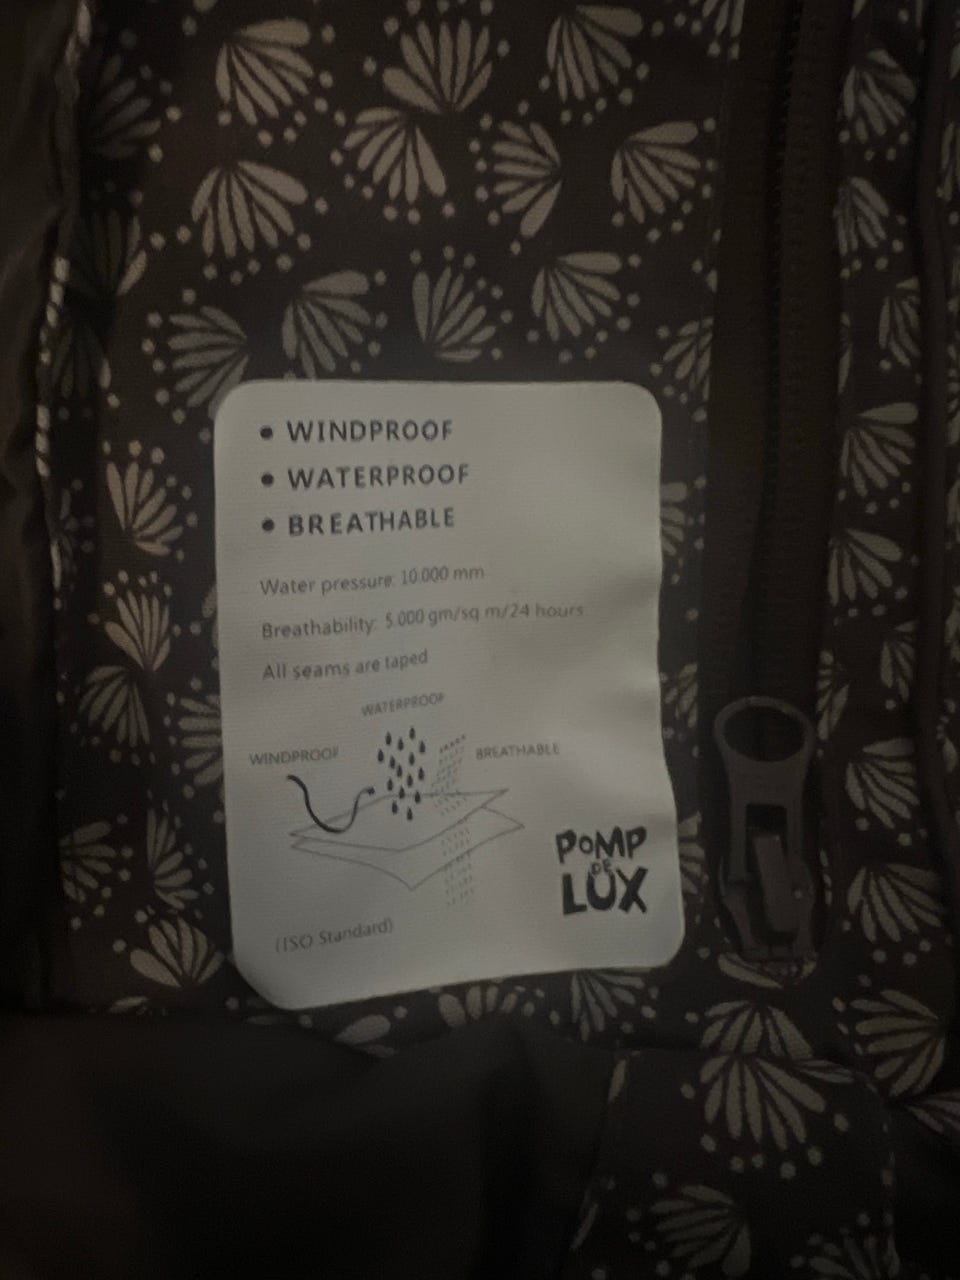 • WINDPROOF
• WATERPROOF
• BREATHABLE
Water pressure: 10.000 mm
Breathability: 5.000 gm/sq m/24 hours
All seams are taped
WATERPROOF
WINDPROOF
BREATHABLE
POMP
DE
LUX
(ISO Standard)